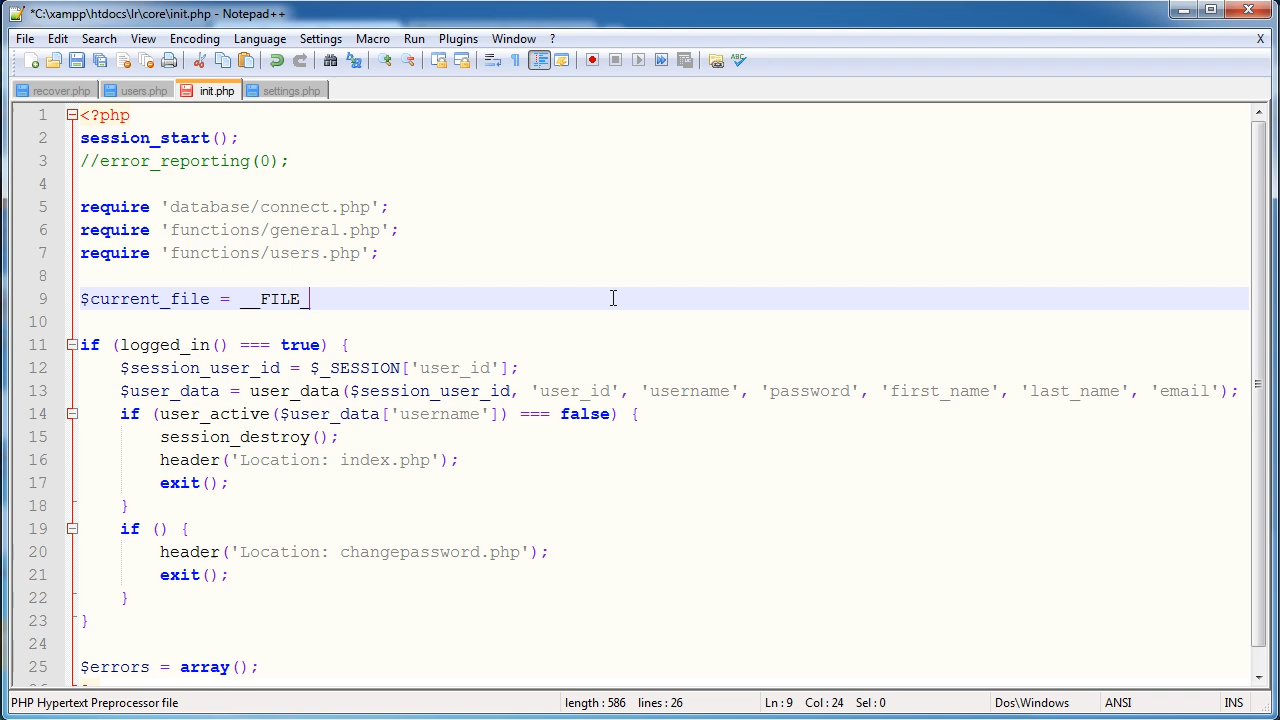 *C:\xampp\htdocs\lr\core\init.php - Notepad++
File Edit Search View Encoding Language Settings Macro Run Plugins Window ? X
recover.php users.php init.php settings.php
1 <?php
2 session_start();
3 //error_reporting(0);
4
5 require 'database/connect.php';
6 require 'functions/general.php';
7 require 'functions/users.php';
8
9 $current_file = __FILE_
10
11 if (logged_in() === true) {
12 $session_user_id = $_SESSION['user_id'];
13 $user_data = user_data($session_user_id, 'user_id', 'username', 'password', 'first_name', 'last_name', 'email');
14 if (user_active($user_data['username']) === false) {
15 session_destroy();
16 header('Location: index.php');
17 exit();
18 }
19 if () {
20 header('Location: changepassword.php');
21 exit();
22 }
23 }
24
25 $errors = array();
PHP Hypertext Preprocessor file length : 586 lines : 26 Ln : 9 Col : 24 Sel : 0 Dos\Windows ANSI INS